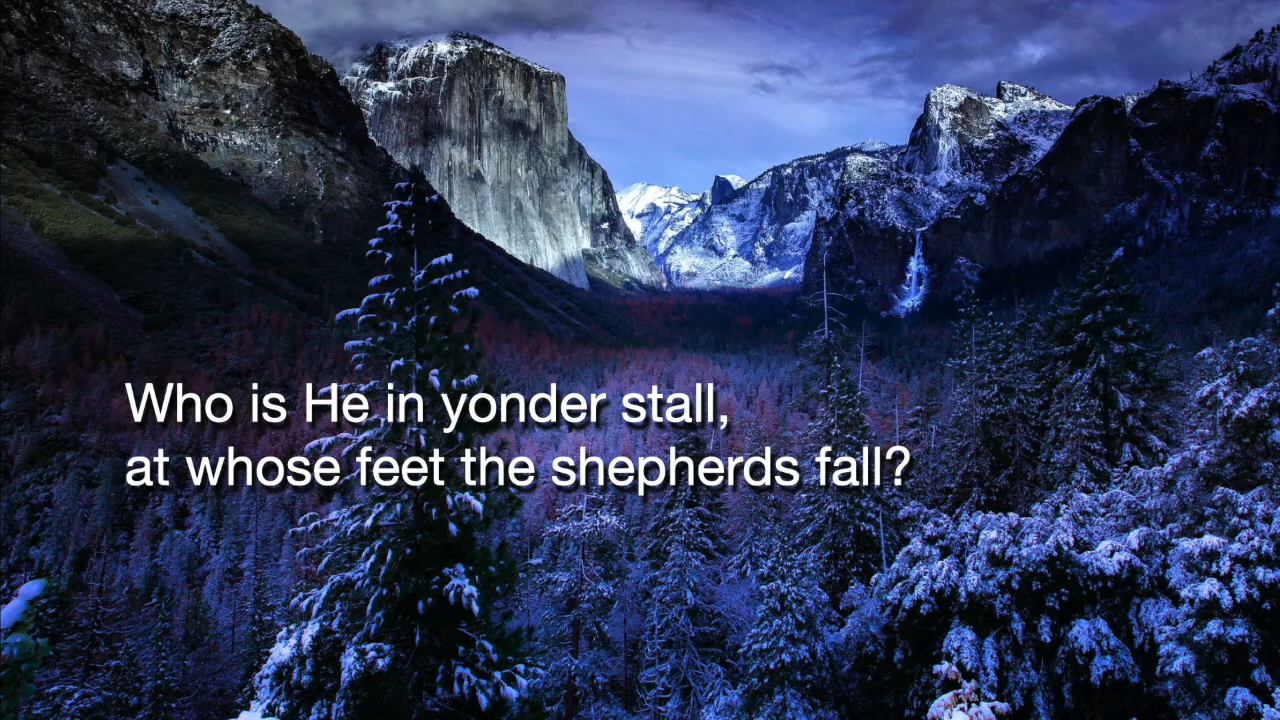 Who is He in yonder stall,
at whose feet the shepherds fall?